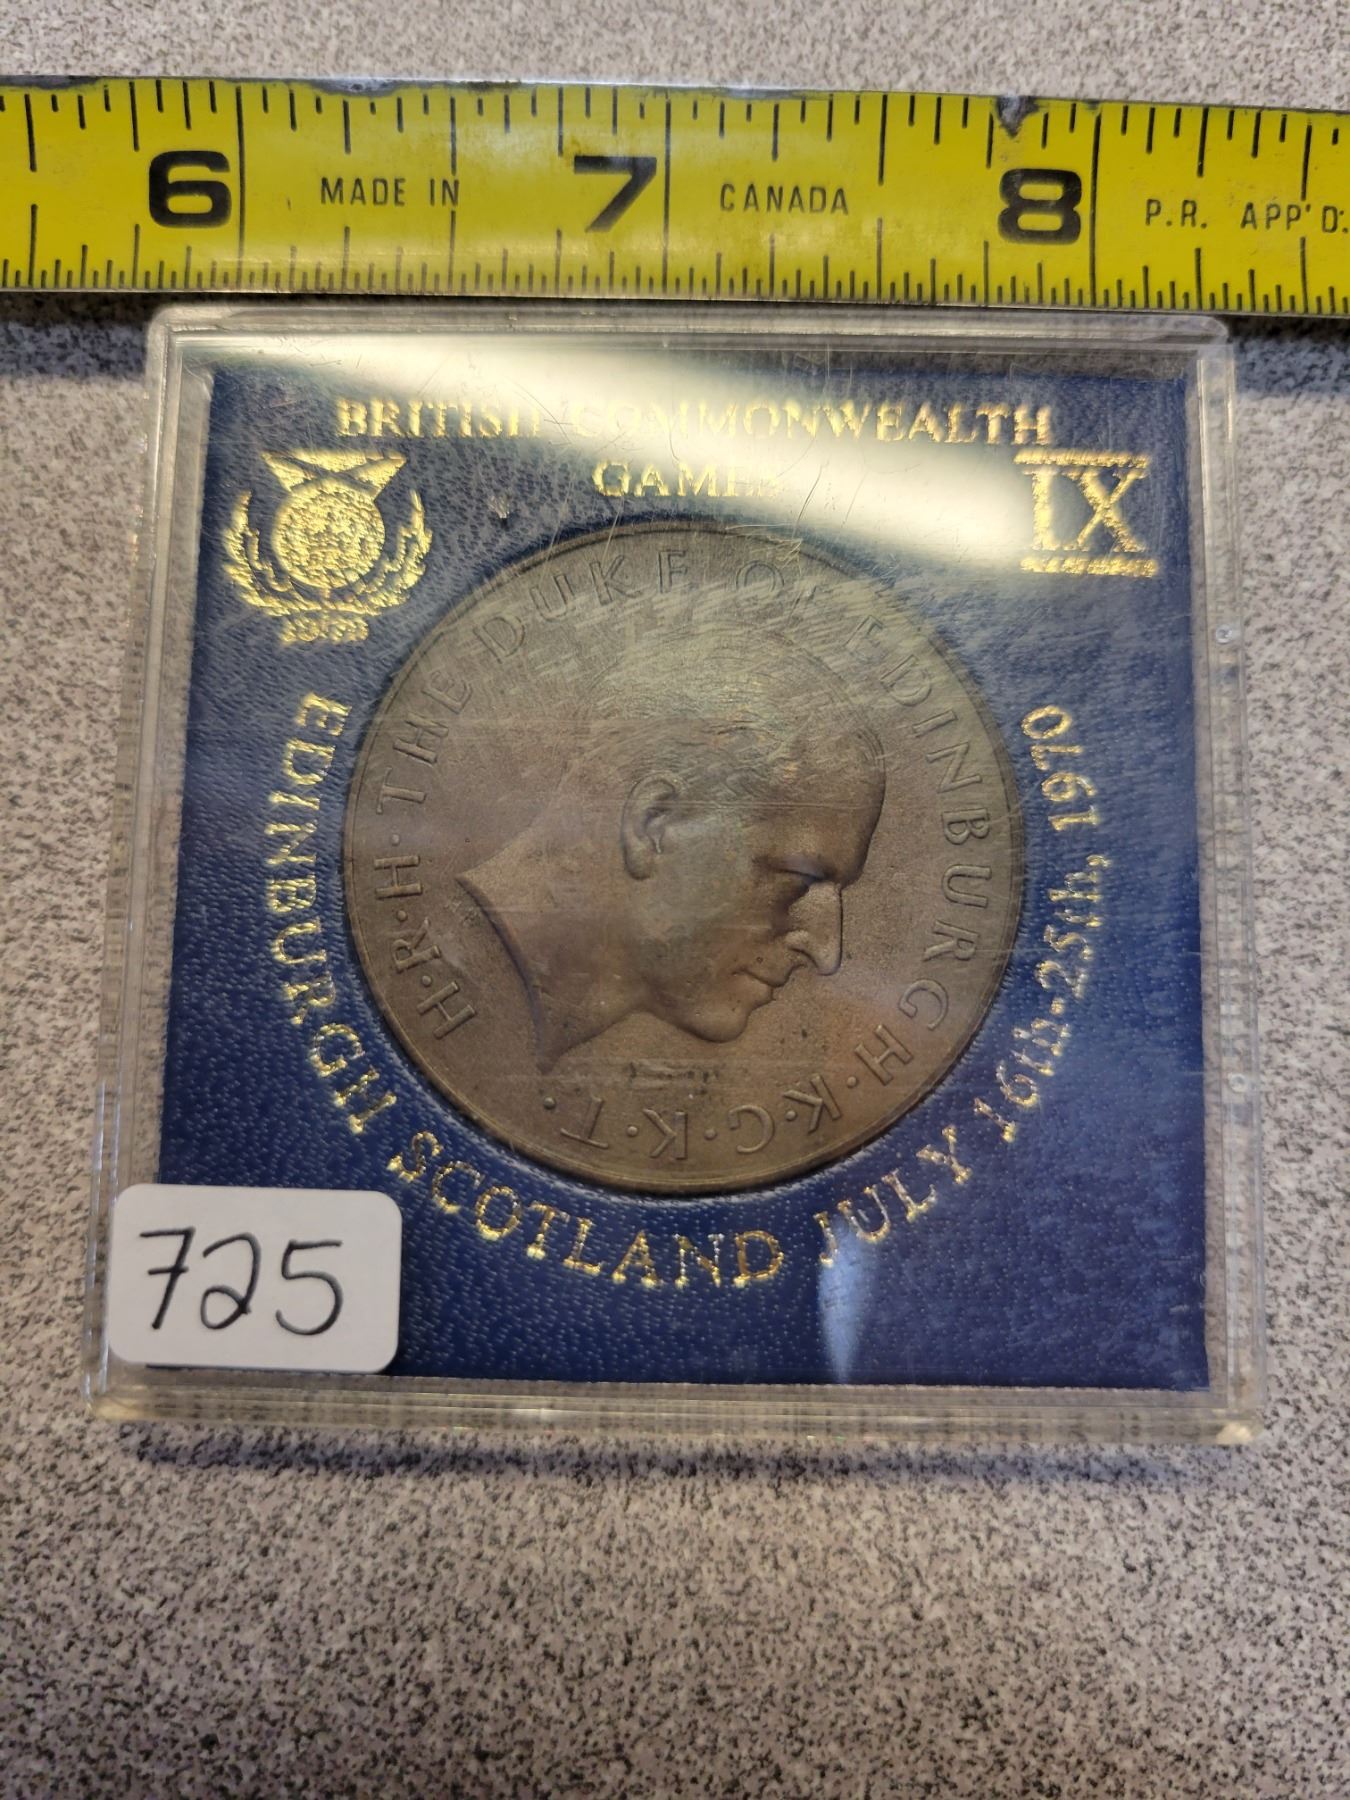 6 MADE IN 7 CANADA 8 P.R. APP'D.
BRITISH COMMONWEALTH
GAMES
IX
1970
H·R·H·THE DUKE OF EDINBURGH·K·G·K·T·
EDINBURGH SCOTLAND JULY 16th-25th, 1970
725